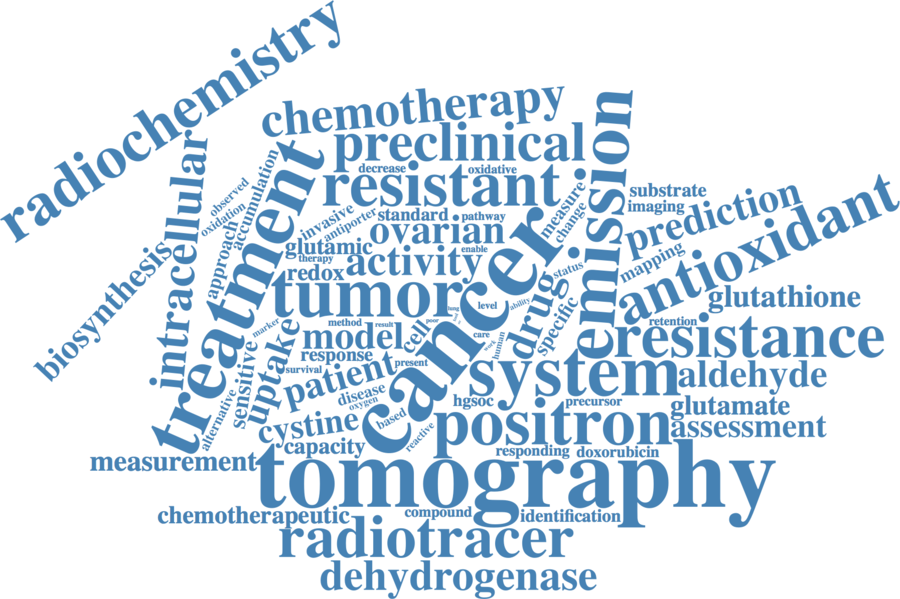 radiochemistry
chemotherapy
preclinical
emission
intracellular
treatment
decrease
oxidative
resistant
observed
oxidation
accumulation
approach
invasive
antiporter
standard
pathway
measure
change
substrate
imaging
prediction
antioxidant
ovarian
glutamic
enable
therapy
redox
activity
cancer
status
mapping
biosynthesis
tumor
drug
specific
glutathione
lung
level
ability
retention
resistance
marker
method
result
poor
model
cell
care
human
uptake
response
present
survival
patient
system
aldehyde
sensitive
alternative
disease
oxygen
hgsoc
precursor
glutamate
cystine
based
reactive
positron
assessment
capacity
responding
doxorubicin
measurement
tomography
chemotherapeutic
compound
identification
radiotracer
dehydrogenase